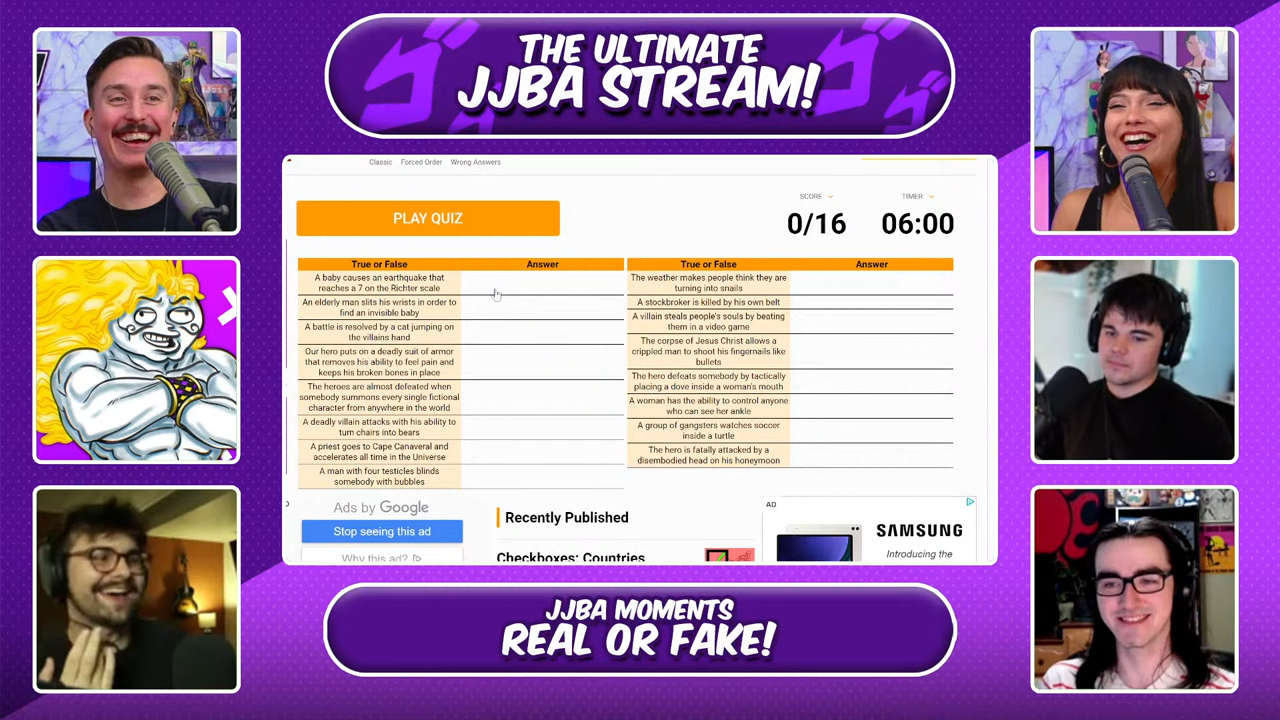 THE ULTIMATE
JJBA STREAM!
ゴ
ゴ
ゴ
Classic Forced Order Wrong Answers
PLAY QUIZ
SCORE
0/16
TIMER
06:00
True or False Answer
A baby causes an earthquake that
reaches a 7 on the Richter scale
An elderly man slits his wrists in order to
find an invisible baby
A battle is resolved by a cat jumping on
the villains hand
Our hero puts on a deadly suit of armor
that removes his ability to feel pain and
keeps his broken bones in place
The heroes are almost defeated when
somebody summons every single fictional
character from anywhere in the world
A deadly villain attacks with his ability to
turn chairs into bears
A priest goes to Cape Canaveral and
accelerates all time in the Universe
A man with four testicles blinds
somebody with bubbles
True or False Answer
The weather makes people think they are
turning into snails
A stockbroker is killed by his own belt
A villain steals people's souls by beating
them in a video game
The corpse of Jesus Christ allows a
crippled man to shoot his fingernails like
bullets
The hero defeats somebody by tactically
placing a dove inside a woman's mouth
A woman has the ability to control anyone
who can see her ankle
A group of gangsters watches soccer
inside a turtle
The hero is fatally attacked by a
disembodied head on his honeymoon
Ads by Google
Stop seeing this ad
Why this ad?
Recently Published
Checkboxes: Countries
AD
SAMSUNG
Introducing the
JJBA MOMENTS
REAL OR FAKE!